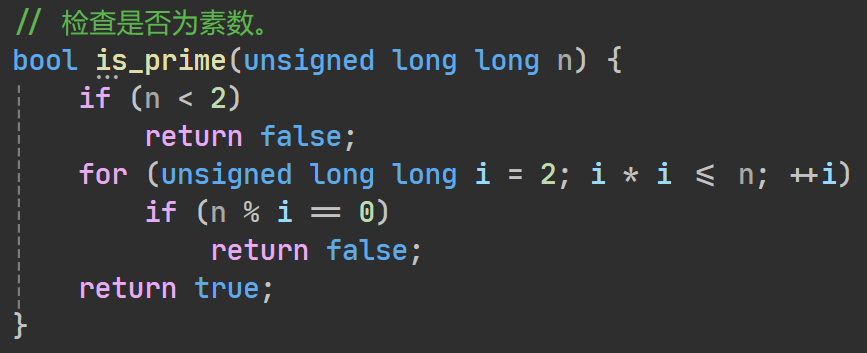 // 检查是否为素数。
bool is_prime(unsigned long long n) {
    if (n < 2)
        return false;
    for (unsigned long long i = 2; i * i <= n; ++i)
        if (n % i == 0)
            return false;
    return true;
}